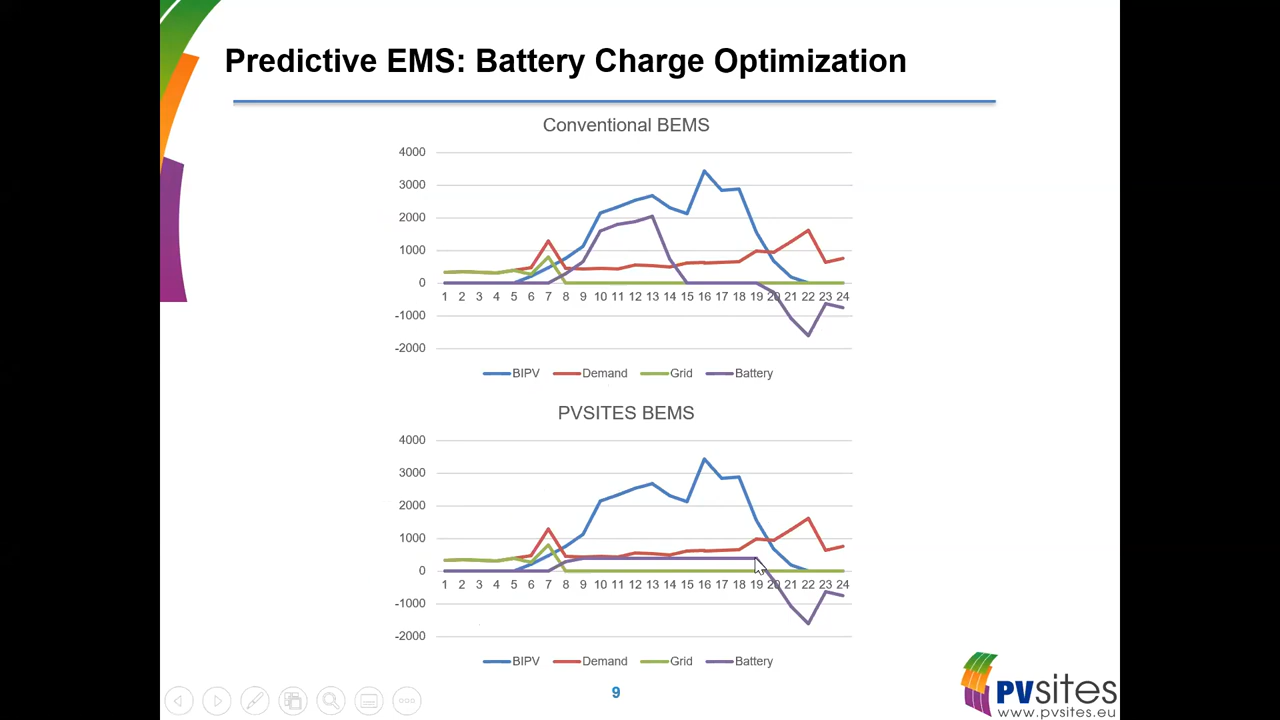 Predictive EMS: Battery Charge Optimization
Conventional BEMS
4000
3000
2000
1000
0
-1000
-2000
1 2 3 4 5 6 7 8 9 10 11 12 13 14 15 16 17 18 19 20 21 22 23 24
BIPV Demand Grid Battery
PVSITES BEMS
4000
3000
2000
1000
0
-1000
-2000
1 2 3 4 5 6 7 8 9 10 11 12 13 14 15 16 17 18 19 20 21 22 23 24
BIPV Demand Grid Battery
9
PVsites
www.pvsites.eu